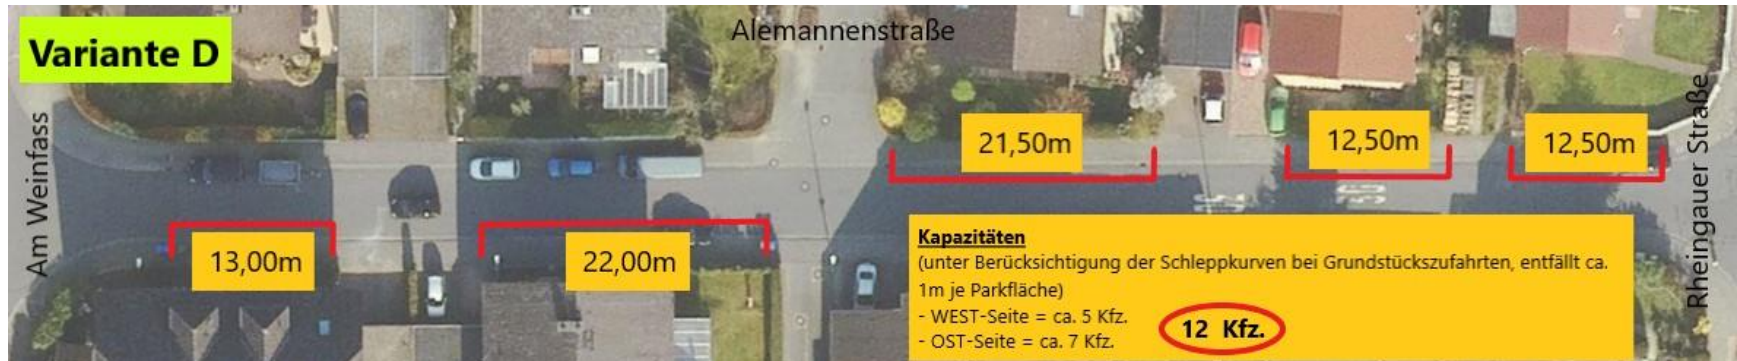 Variante D
Alemannenstraße
Am Weinfass
Rheingauer Straße
21,50m
12,50m
12,50m
13,00m
22,00m
Kapazitäten
(unter Berücksichtigung der Schleppkurven bei Grundstückszufahrten, entfällt ca.
1m je Parkfläche)
- WEST-Seite = ca. 5 Kfz.
- OST-Seite = ca. 7 Kfz.
12 Kfz.